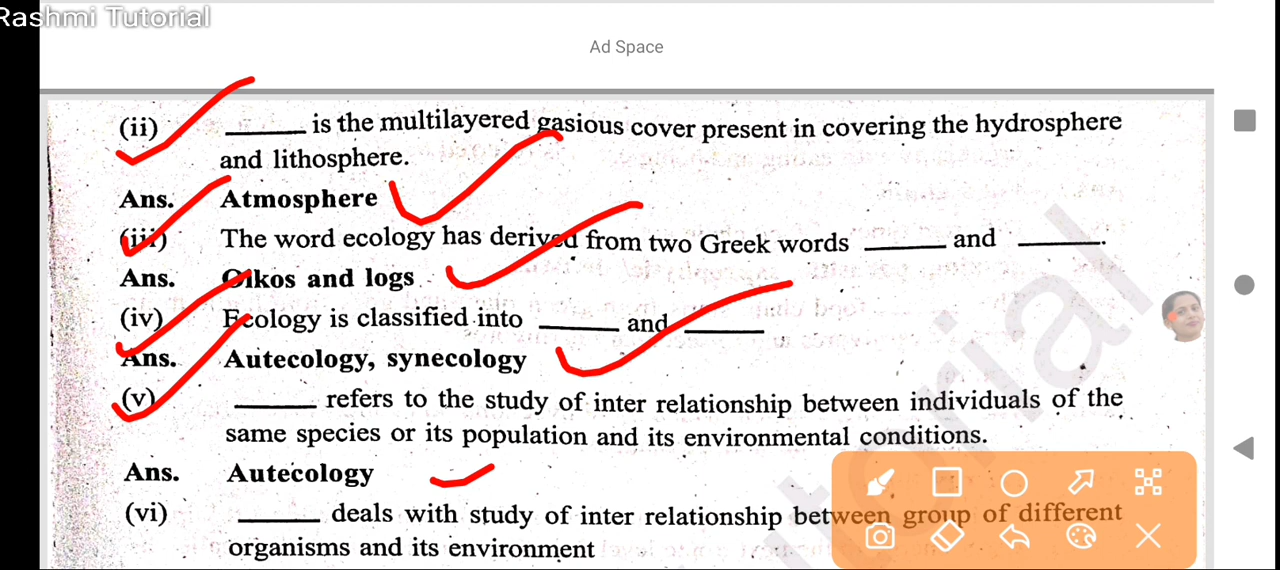 Rashmi Tutorial
Ad Space
(ii) ______ is the multilayered gasious cover present in covering the hydrosphere
and lithosphere.
Ans. Atmosphere
(iii) The word ecology has derived from two Greek words ______ and ______.
Ans. Oikos and logs
(iv) Ecology is classified into ______ and ______
Ans. Autecology, synecology
(v) ______ refers to the study of inter relationship between individuals of the
same species or its population and its environmental conditions.
Ans. Autecology
(vi) ______ deals with study of inter relationship between group of different
organisms and its environment